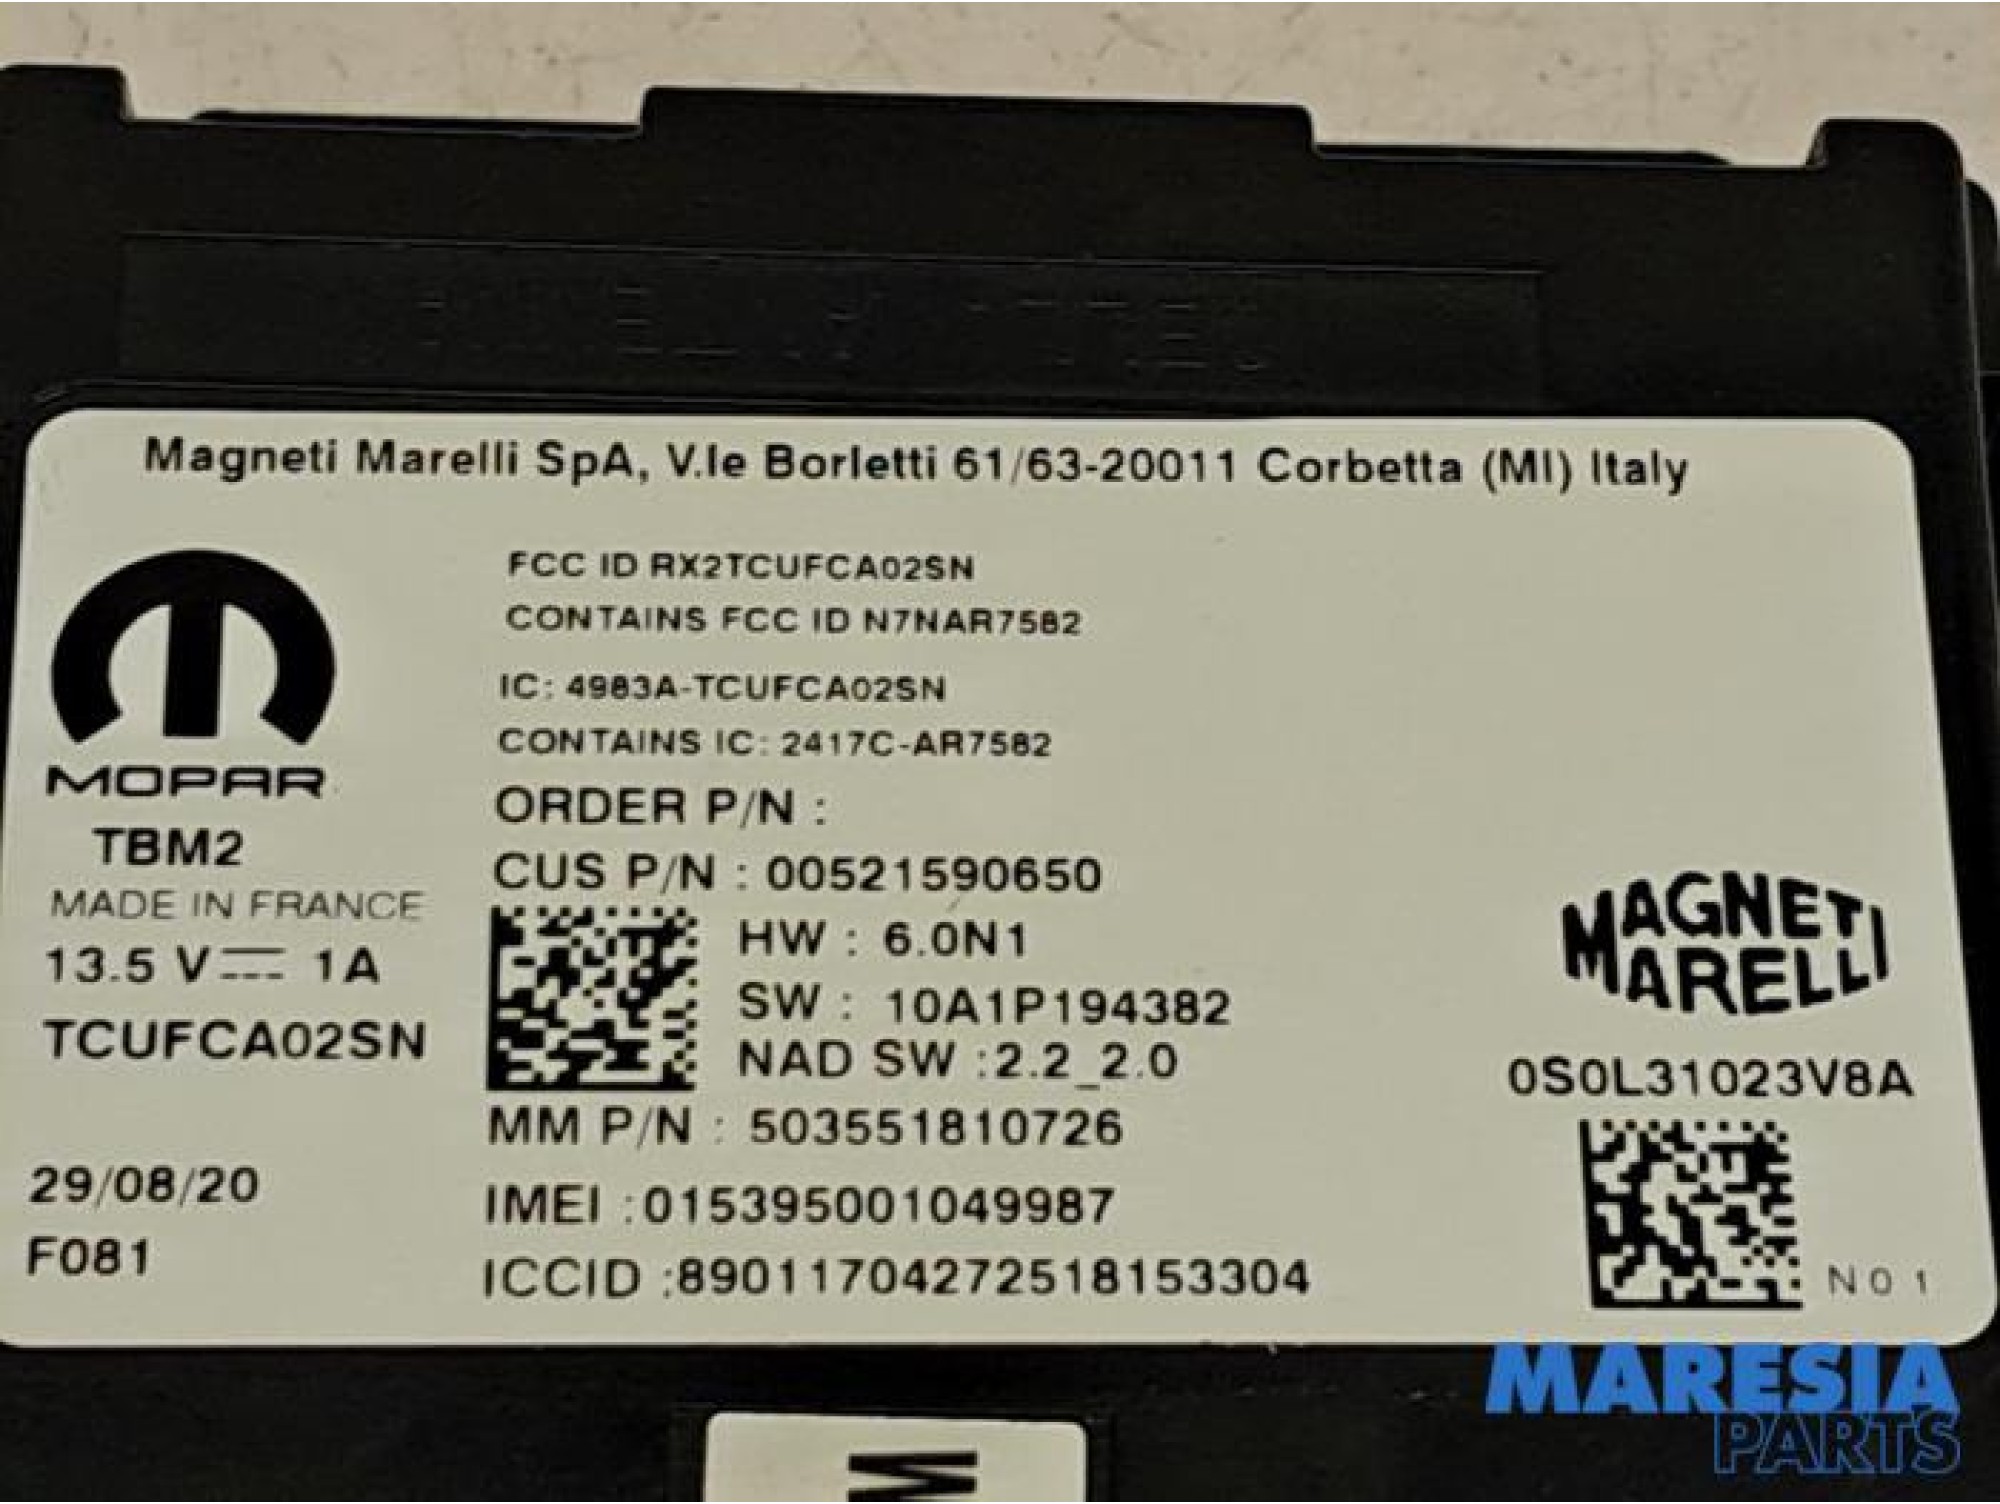 Magneti Marelli SpA, V.le Borletti 61/63-20011 Corbetta (MI) Italy
FCC ID RX2TCUFCA02SN
CONTAINS FCC ID N7NAR7582
IC: 4983A-TCUFCA02SN
CONTAINS IC: 2417C-AR7582
MOPAR
TBM2
MADE IN FRANCE
13.5 V 1A
TCUFCA02SN
29/08/20
F081
ORDER P/N :
CUS P/N : 00521590650
HW : 6.0N1
SW : 10A1P194382
NAD SW :2.2_2.0
MM P/N : 503551810726
IMEI :015395001049987
ICCID :89011704272518153304
MAGNETI
MARELLI
0S0L31023V8A
N01
M
MARESIA
PARTS